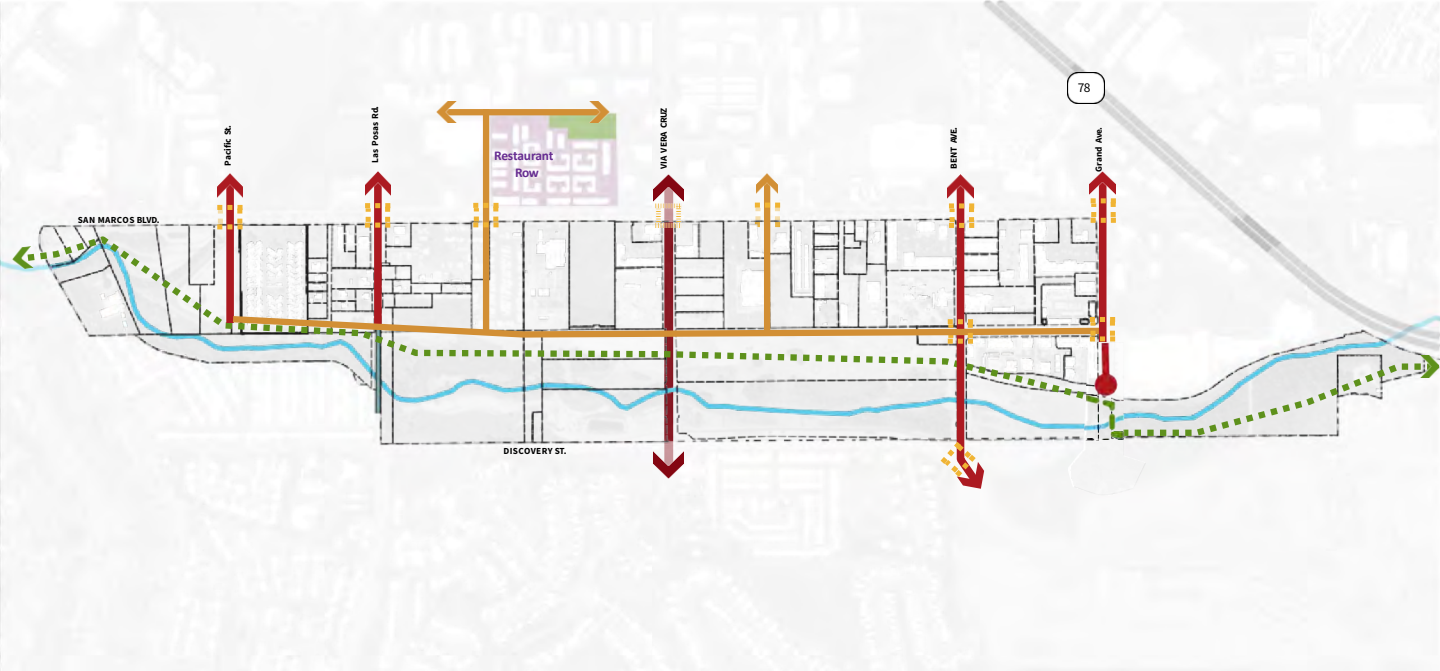 78
Pacific St.
Las Posas Rd.
VIA VERA CRUZ
BENT AVE.
Grand Ave.
Restaurant
Row
SAN MARCOS BLVD.
DISCOVERY ST.